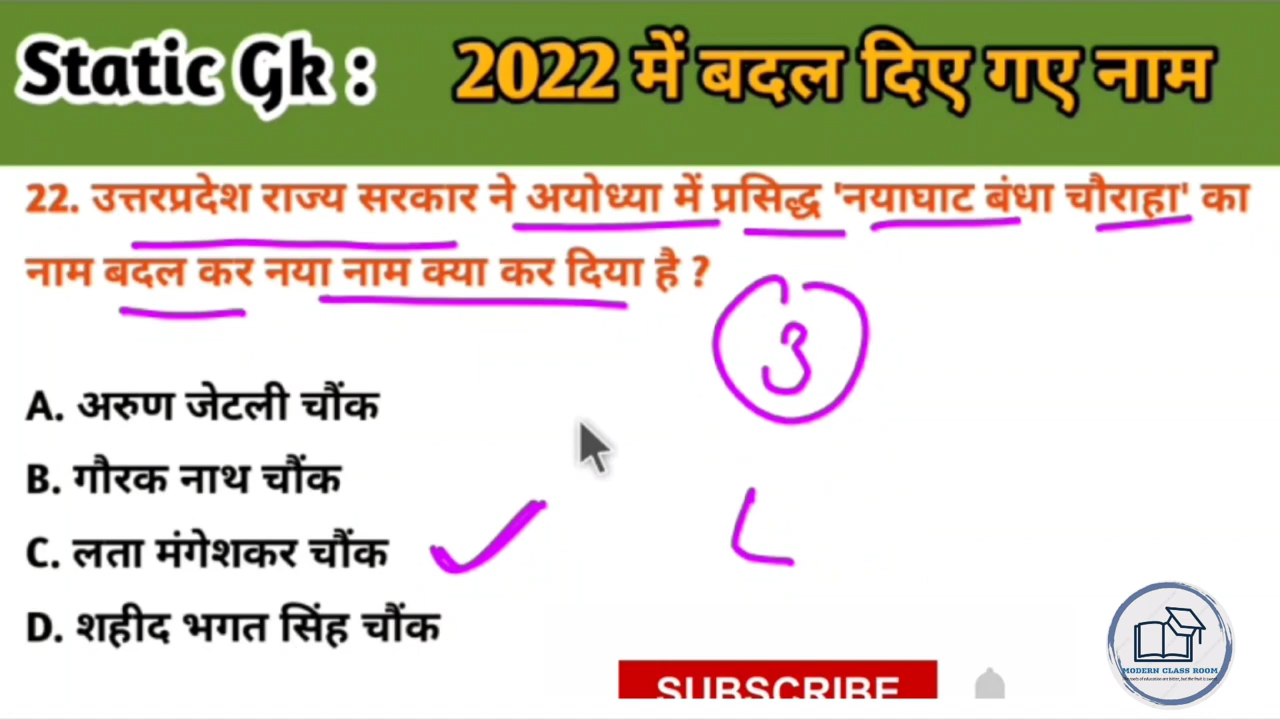 Static Gk : 2022 में बदल दिए गए नाम
22. उत्तरप्रदेश राज्य सरकार ने अयोध्या में प्रसिद्ध 'नयाघाट बंधा चौराहा' का
नाम बदल कर नया नाम क्या कर दिया है ?
3
A. अरुण जेटली चौंक
B. गौरक नाथ चौंक
C. लता मंगेशकर चौंक
D. शहीद भगत सिंह चौंक
MODERN CLASS ROOM
SUBSCRIBE